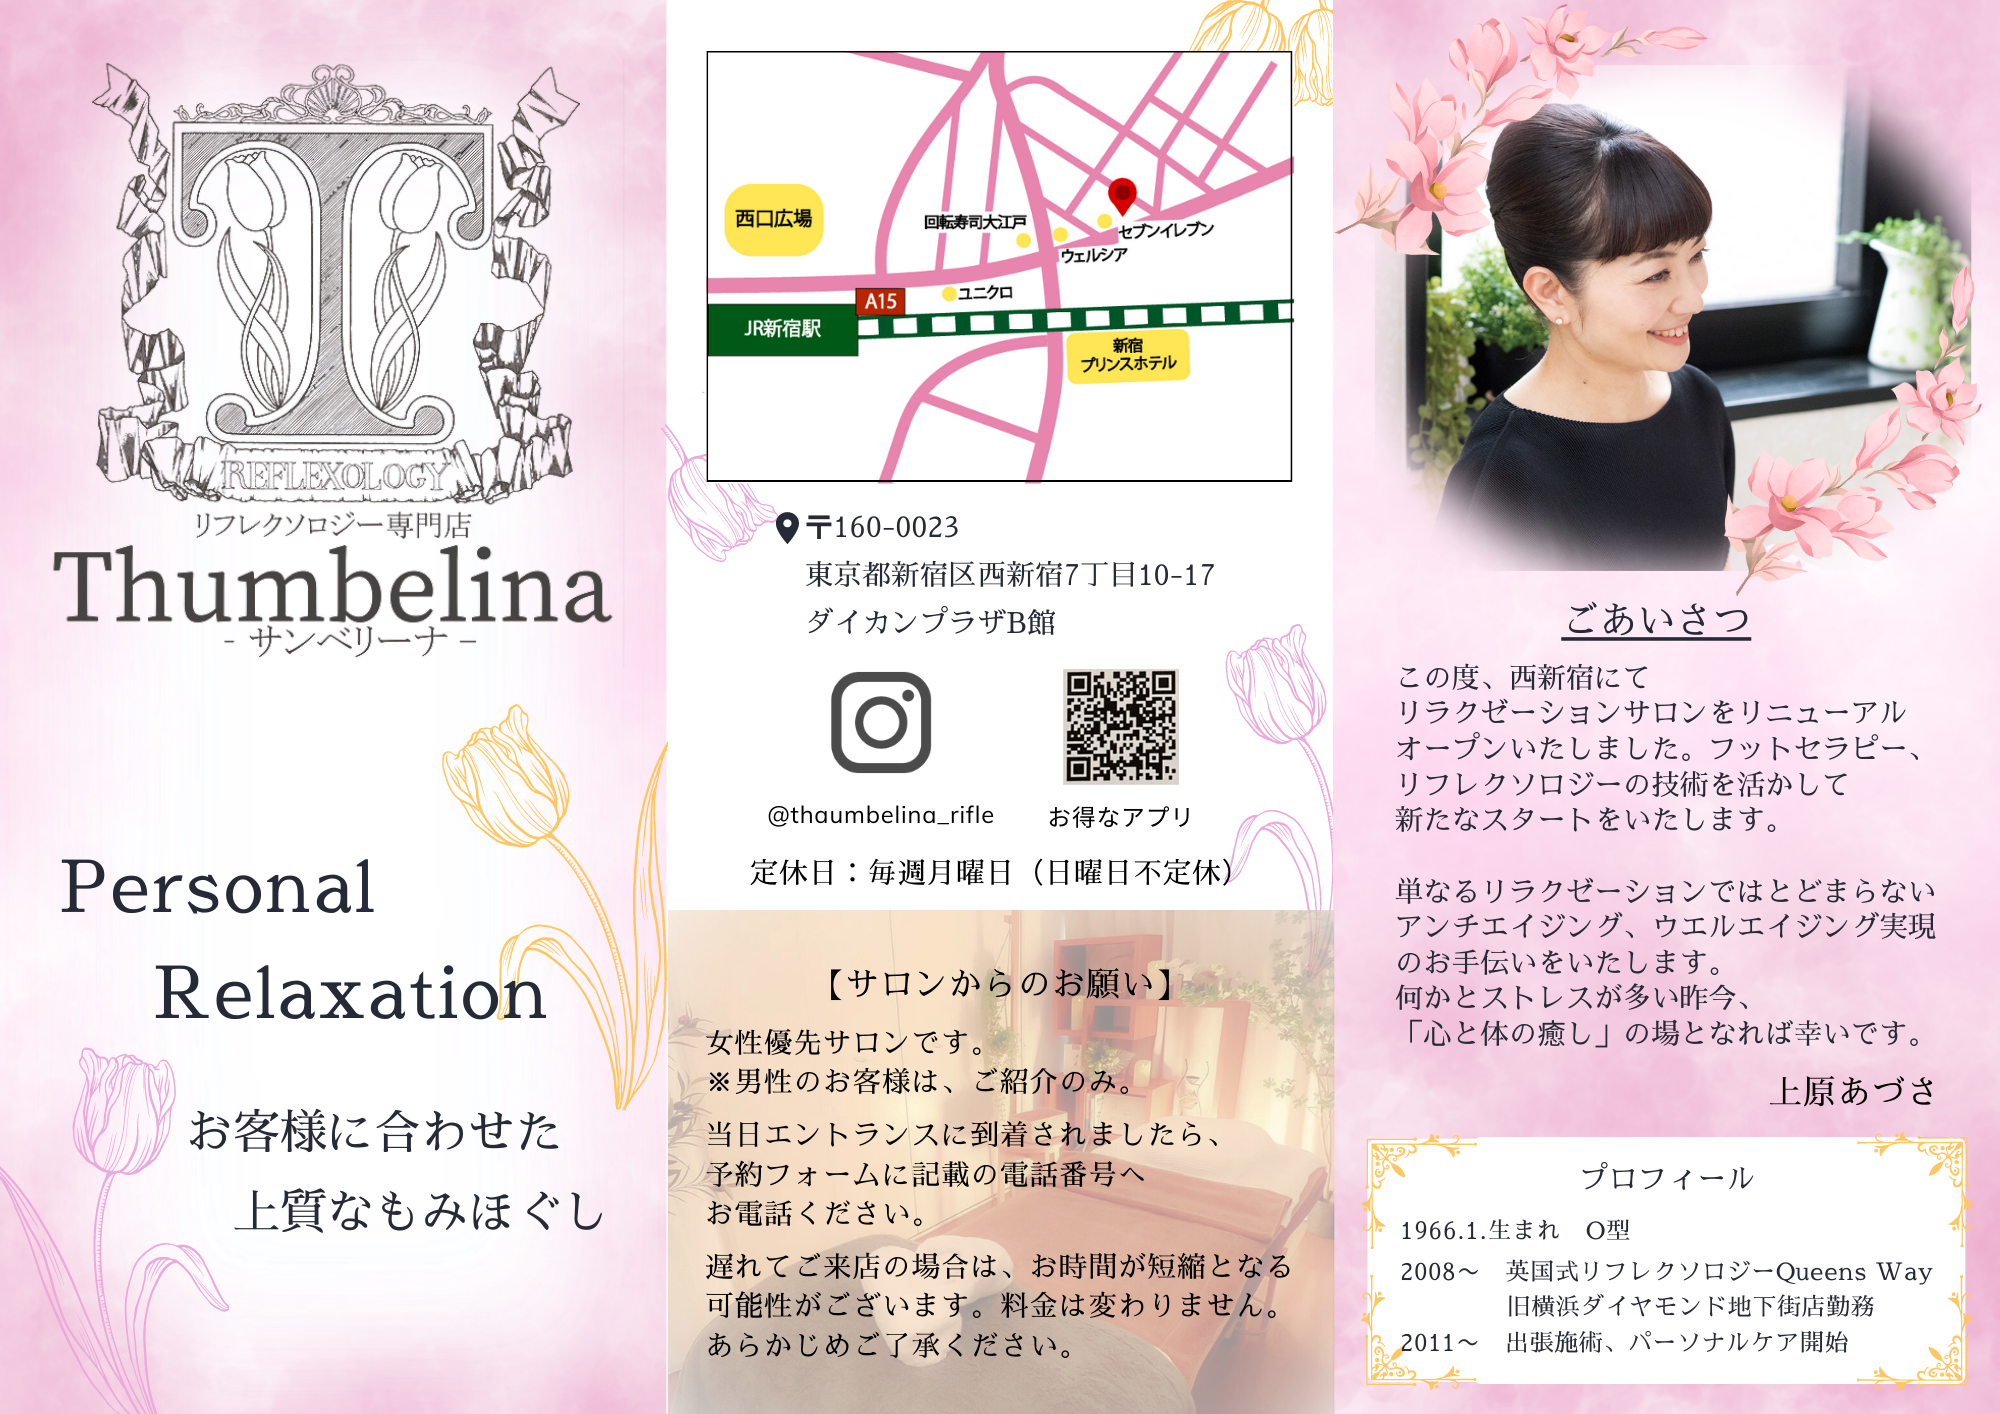 REFLEXOLOGY
リフレクソロジー専門店
Thumbelina
- サンベリーナ -
Personal
Relaxation
お客様に合わせた
上質なもみほぐし
西口広場
回転寿司大江戸
セブンイレブン
ウェルシア
ユニクロ
A15
JR新宿駅
新宿
プリンスホテル
〒160-0023
東京都新宿区西新宿7丁目10-17
ダイカンプラザB館
@thaumbelina_rifle
お得なアプリ
定休日：毎週月曜日（日曜日不定休）
【サロンからのお願い】
女性優先サロンです。
※男性のお客様は、ご紹介のみ。
当日エントランスに到着されましたら、
予約フォームに記載の電話番号へ
お電話ください。
遅れてご来店の場合は、お時間が短縮となる
可能性がございます。料金は変わりません。
あらかじめご了承ください。
ごあいさつ
この度、西新宿にて
リラクゼーションサロンをリニューアル
オープンいたしました。フットセラピー、
リフレクソロジーの技術を活かして
新たなスタートをいたします。
単なるリラクゼーションではとどまらない
アンチエイジング、ウエルエイジング実現
のお手伝いをいたします。
何かとストレスが多い昨今、
「心と体の癒し」の場となれば幸いです。
上原あづさ
プロフィール
1966.1.生まれ　O型
2008～　英国式リフレクソロジーQueens Way
旧横浜ダイヤモンド地下街店勤務
2011～　出張施術、パーソナルケア開始